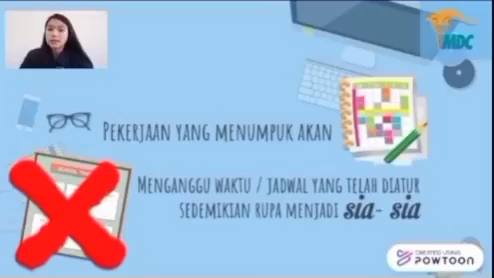 MDC
PEKERJAAN YANG MENUMPUK AKAN
MENGANGGU WAKTU / JADWAL YANG TELAH DIATUR
SEDEMIKIAN RUPA MENJADI sia- sia
CREATED USING
POWTOON